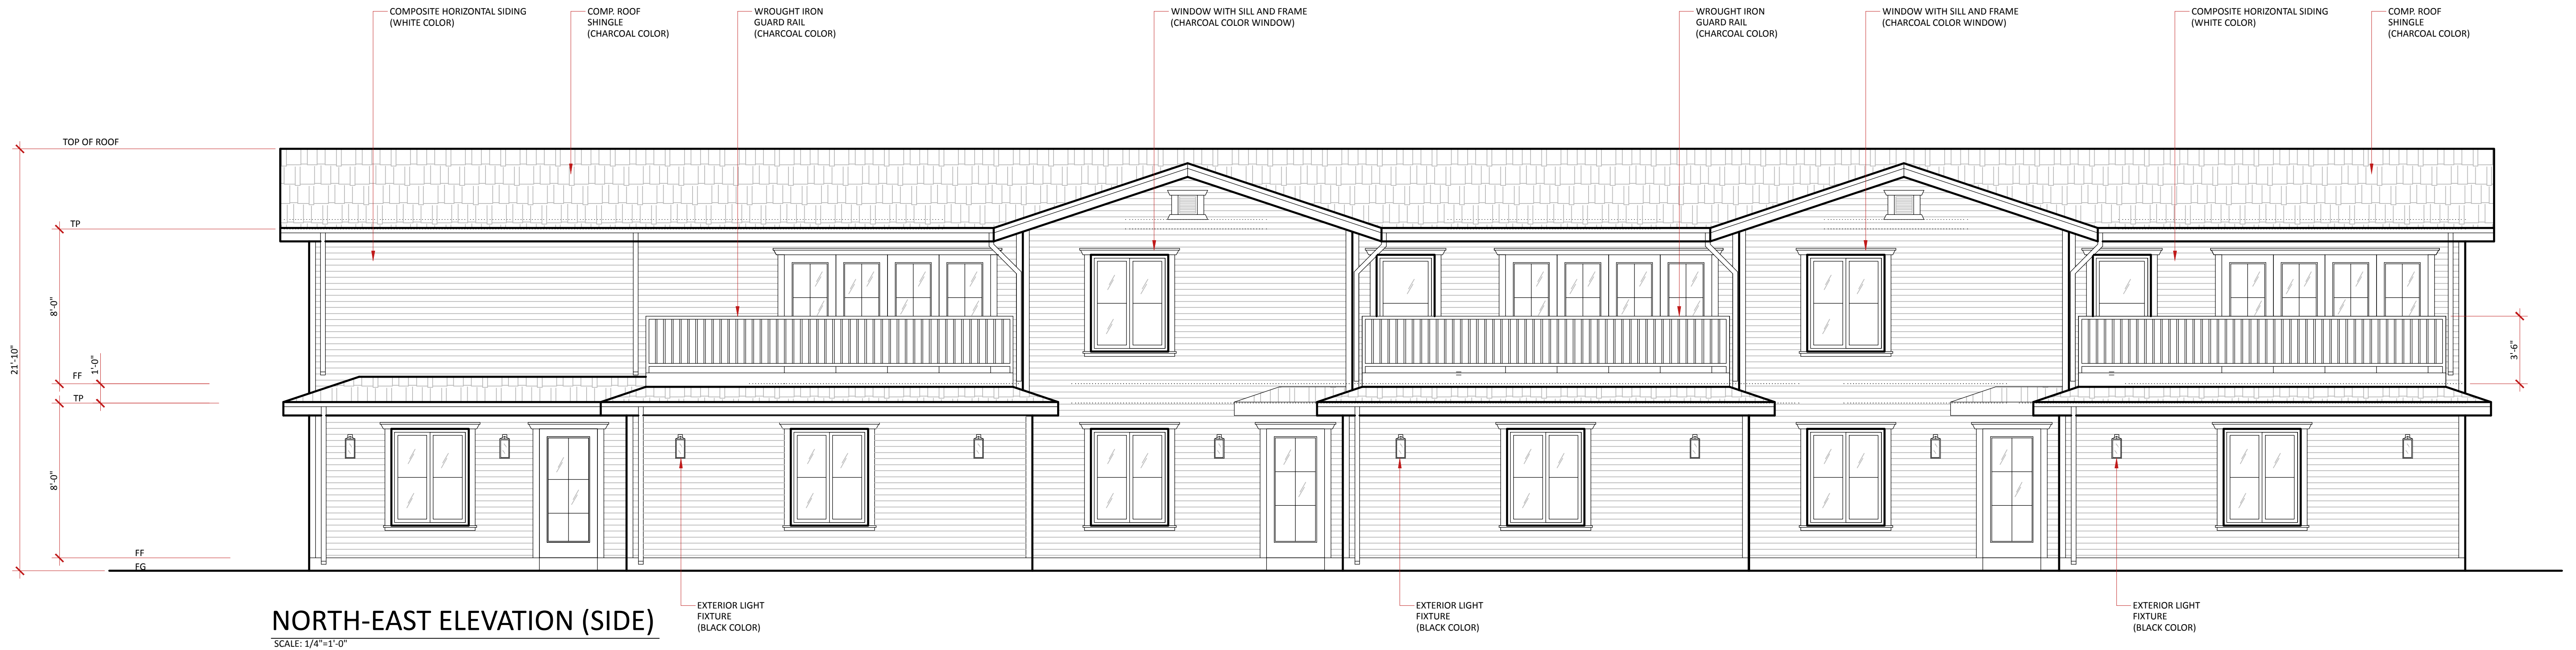 COMPOSITE HORIZONTAL SIDING
(WHITE COLOR)
COMP. ROOF
SHINGLE
(CHARCOAL COLOR)
WROUGHT IRON
GUARD RAIL
(CHARCOAL COLOR)
WINDOW WITH SILL AND FRAME
(CHARCOAL COLOR WINDOW)
WROUGHT IRON
GUARD RAIL
(CHARCOAL COLOR)
WINDOW WITH SILL AND FRAME
(CHARCOAL COLOR WINDOW)
COMPOSITE HORIZONTAL SIDING
(WHITE COLOR)
COMP. ROOF
SHINGLE
(CHARCOAL COLOR)
TOP OF ROOF
TP
8'-0"
21'-10"
1'-0"
3'-6"
FF
TP
8'-0"
FF
FG
EXTERIOR LIGHT
FIXTURE
(BLACK COLOR)
EXTERIOR LIGHT
FIXTURE
(BLACK COLOR)
EXTERIOR LIGHT
FIXTURE
(BLACK COLOR)
NORTH-EAST ELEVATION (SIDE)
SCALE: 1/4"=1'-0"